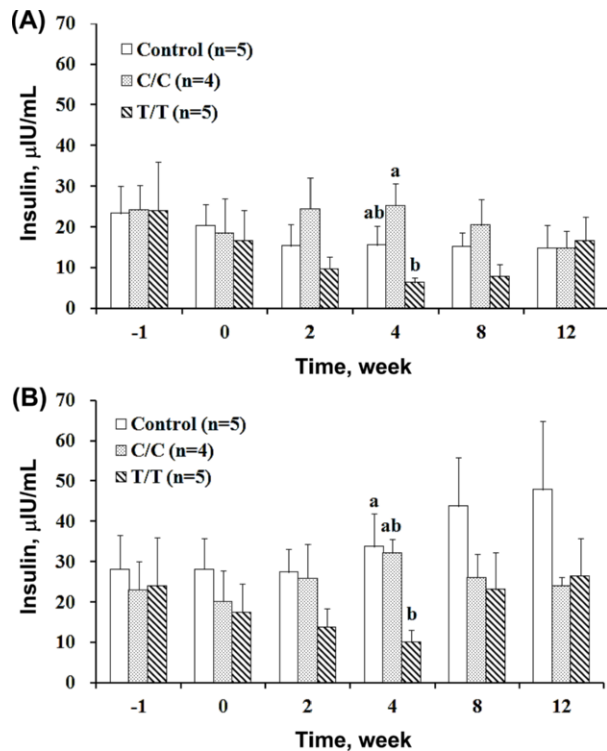 (A)
70
60
50
40
30
20
10
0
Insulin, μIU/mL
Control (n=5)
C/C (n=4)
T/T (n=5)
ab
a
b
-1 0 2 4 8 12
Time, week
(B)
70
60
50
40
30
20
10
0
Insulin, μIU/mL
Control (n=5)
C/C (n=4)
T/T (n=5)
a
ab
b
-1 0 2 4 8 12
Time, week